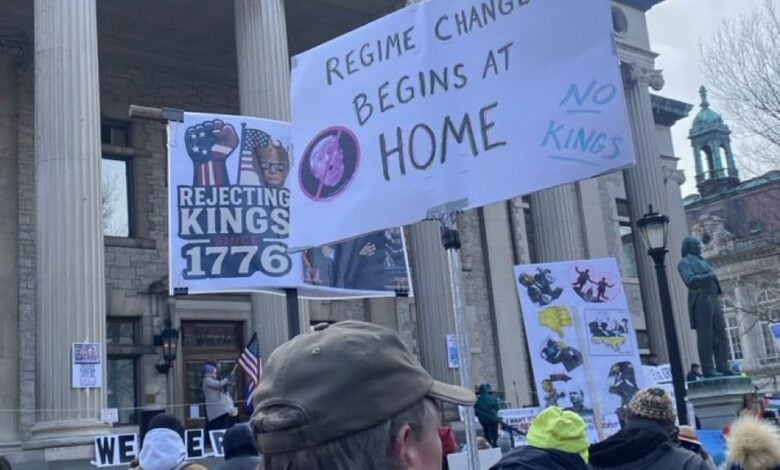 REGIME CHANGE
BEGINS AT
HOME
NO
KINGS
REJECTING
KINGS
SINCE
1776
WE